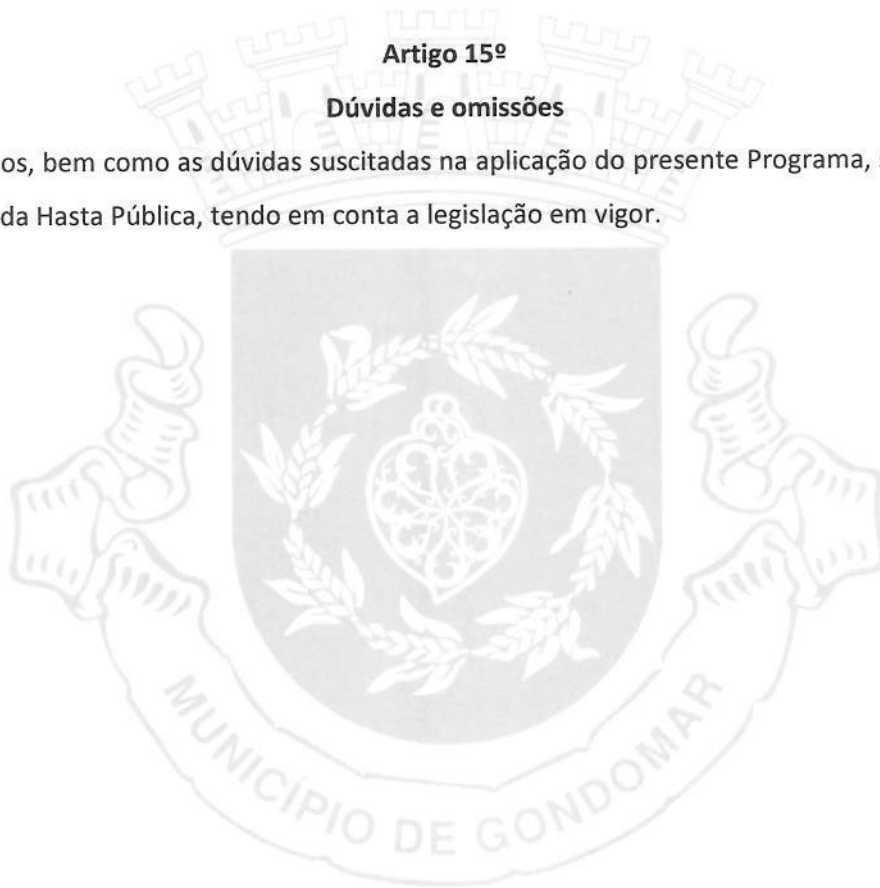 Artigo 15º
Dúvidas e omissões
os, bem como as dúvidas suscitadas na aplicação do presente Programa,
da Hasta Pública, tendo em conta a legislação em vigor.
MUNICÍPIO DE GONDOMAR